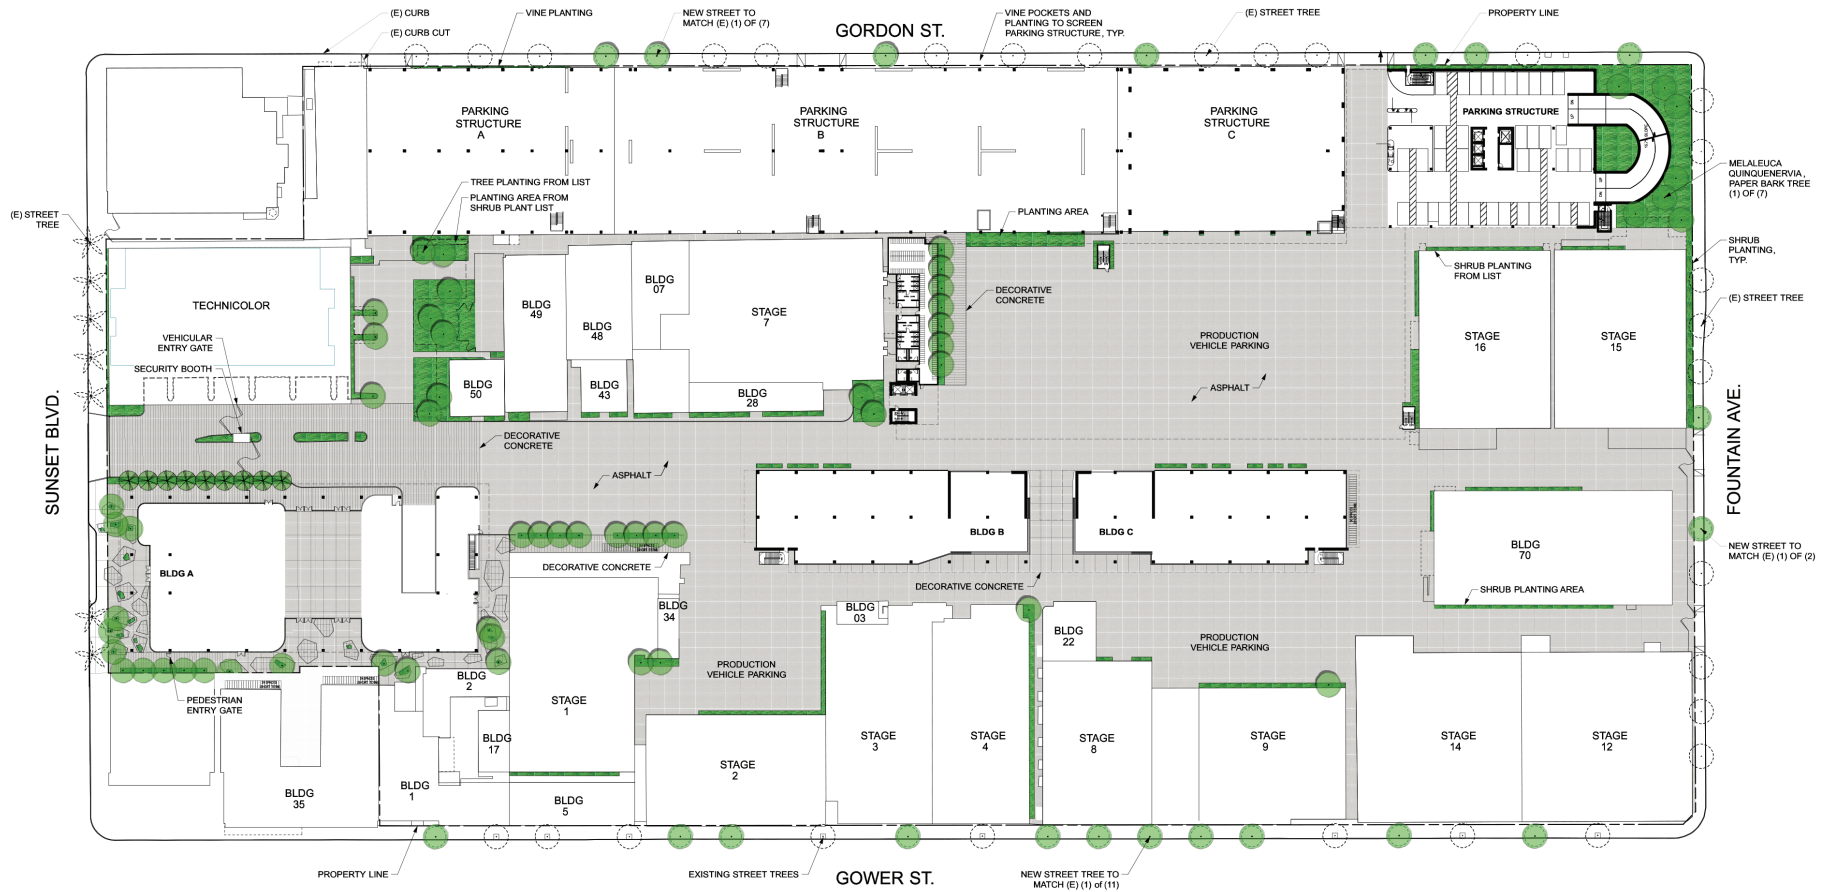 (E) CURB
(E) CURB CUT
VINE PLANTING
NEW STREET TO
MATCH (E) (1) OF (7)
GORDON ST.
VINE POCKETS AND
PLANTING TO SCREEN
PARKING STRUCTURE, TYP.
(E) STREET TREE
PROPERTY LINE
PARKING
STRUCTURE
A
PARKING
STRUCTURE
B
PARKING
STRUCTURE
C
PARKING STRUCTURE
MELALEUCA
QUINQUENERVIA,
PAPER BARK TREE
(1) OF (7)
TREE PLANTING FROM LIST
PLANTING AREA FROM
SHRUB PLANT LIST
PLANTING AREA
(E) STREET
TREE
SHRUB
PLANTING,
TYP.
SHRUB PLANTING
FROM LIST
(E) STREET TREE
TECHNICOLOR
VEHICULAR
ENTRY GATE
SECURITY BOOTH
BLDG
49
BLDG
48
BLDG
07
STAGE
7
BLDG
50
BLDG
43
BLDG
28
DECORATIVE
CONCRETE
PRODUCTION
VEHICLE PARKING
ASPHALT
STAGE
16
STAGE
15
SUNSET BLVD.
FOUNTAIN AVE.
DECORATIVE
CONCRETE
ASPHALT
BLDG A
BLDG B
BLDG C
BLDG
70
NEW STREET TO
MATCH (E) (1) OF (2)
DECORATIVE CONCRETE
DECORATIVE CONCRETE
SHRUB PLANTING AREA
BLDG
34
BLDG
03
BLDG
22
PRODUCTION
VEHICLE PARKING
PRODUCTION
VEHICLE PARKING
PEDESTRIAN
ENTRY GATE
BLDG
2
STAGE
1
BLDG
17
BLDG
35
BLDG
1
BLDG
5
STAGE
2
STAGE
3
STAGE
4
STAGE
8
STAGE
9
STAGE
14
STAGE
12
PROPERTY LINE
EXISTING STREET TREES
GOWER ST.
NEW STREET TREE TO
MATCH (E) (1) of (11)